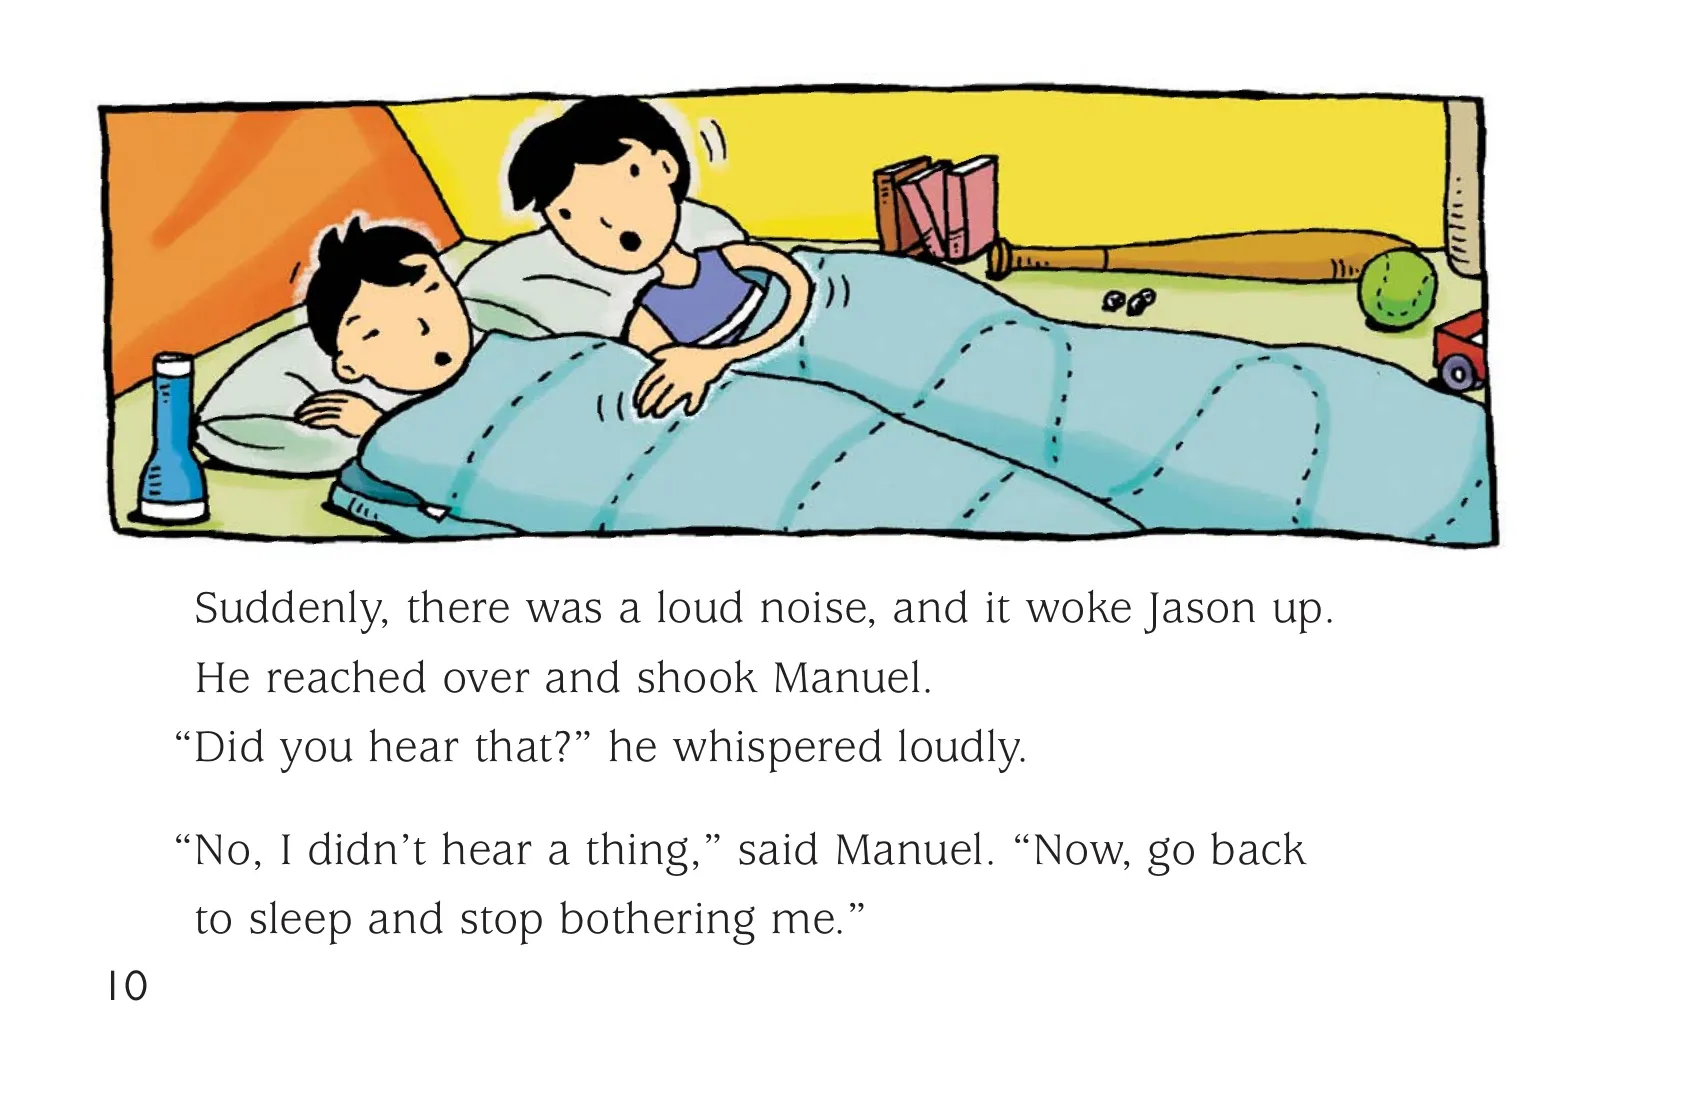 Suddenly, there was a loud noise, and it woke Jason up.
He reached over and shook Manuel.
“Did you hear that?” he whispered loudly.
“No, I didn’t hear a thing,” said Manuel. “Now, go back
to sleep and stop bothering me.”
10